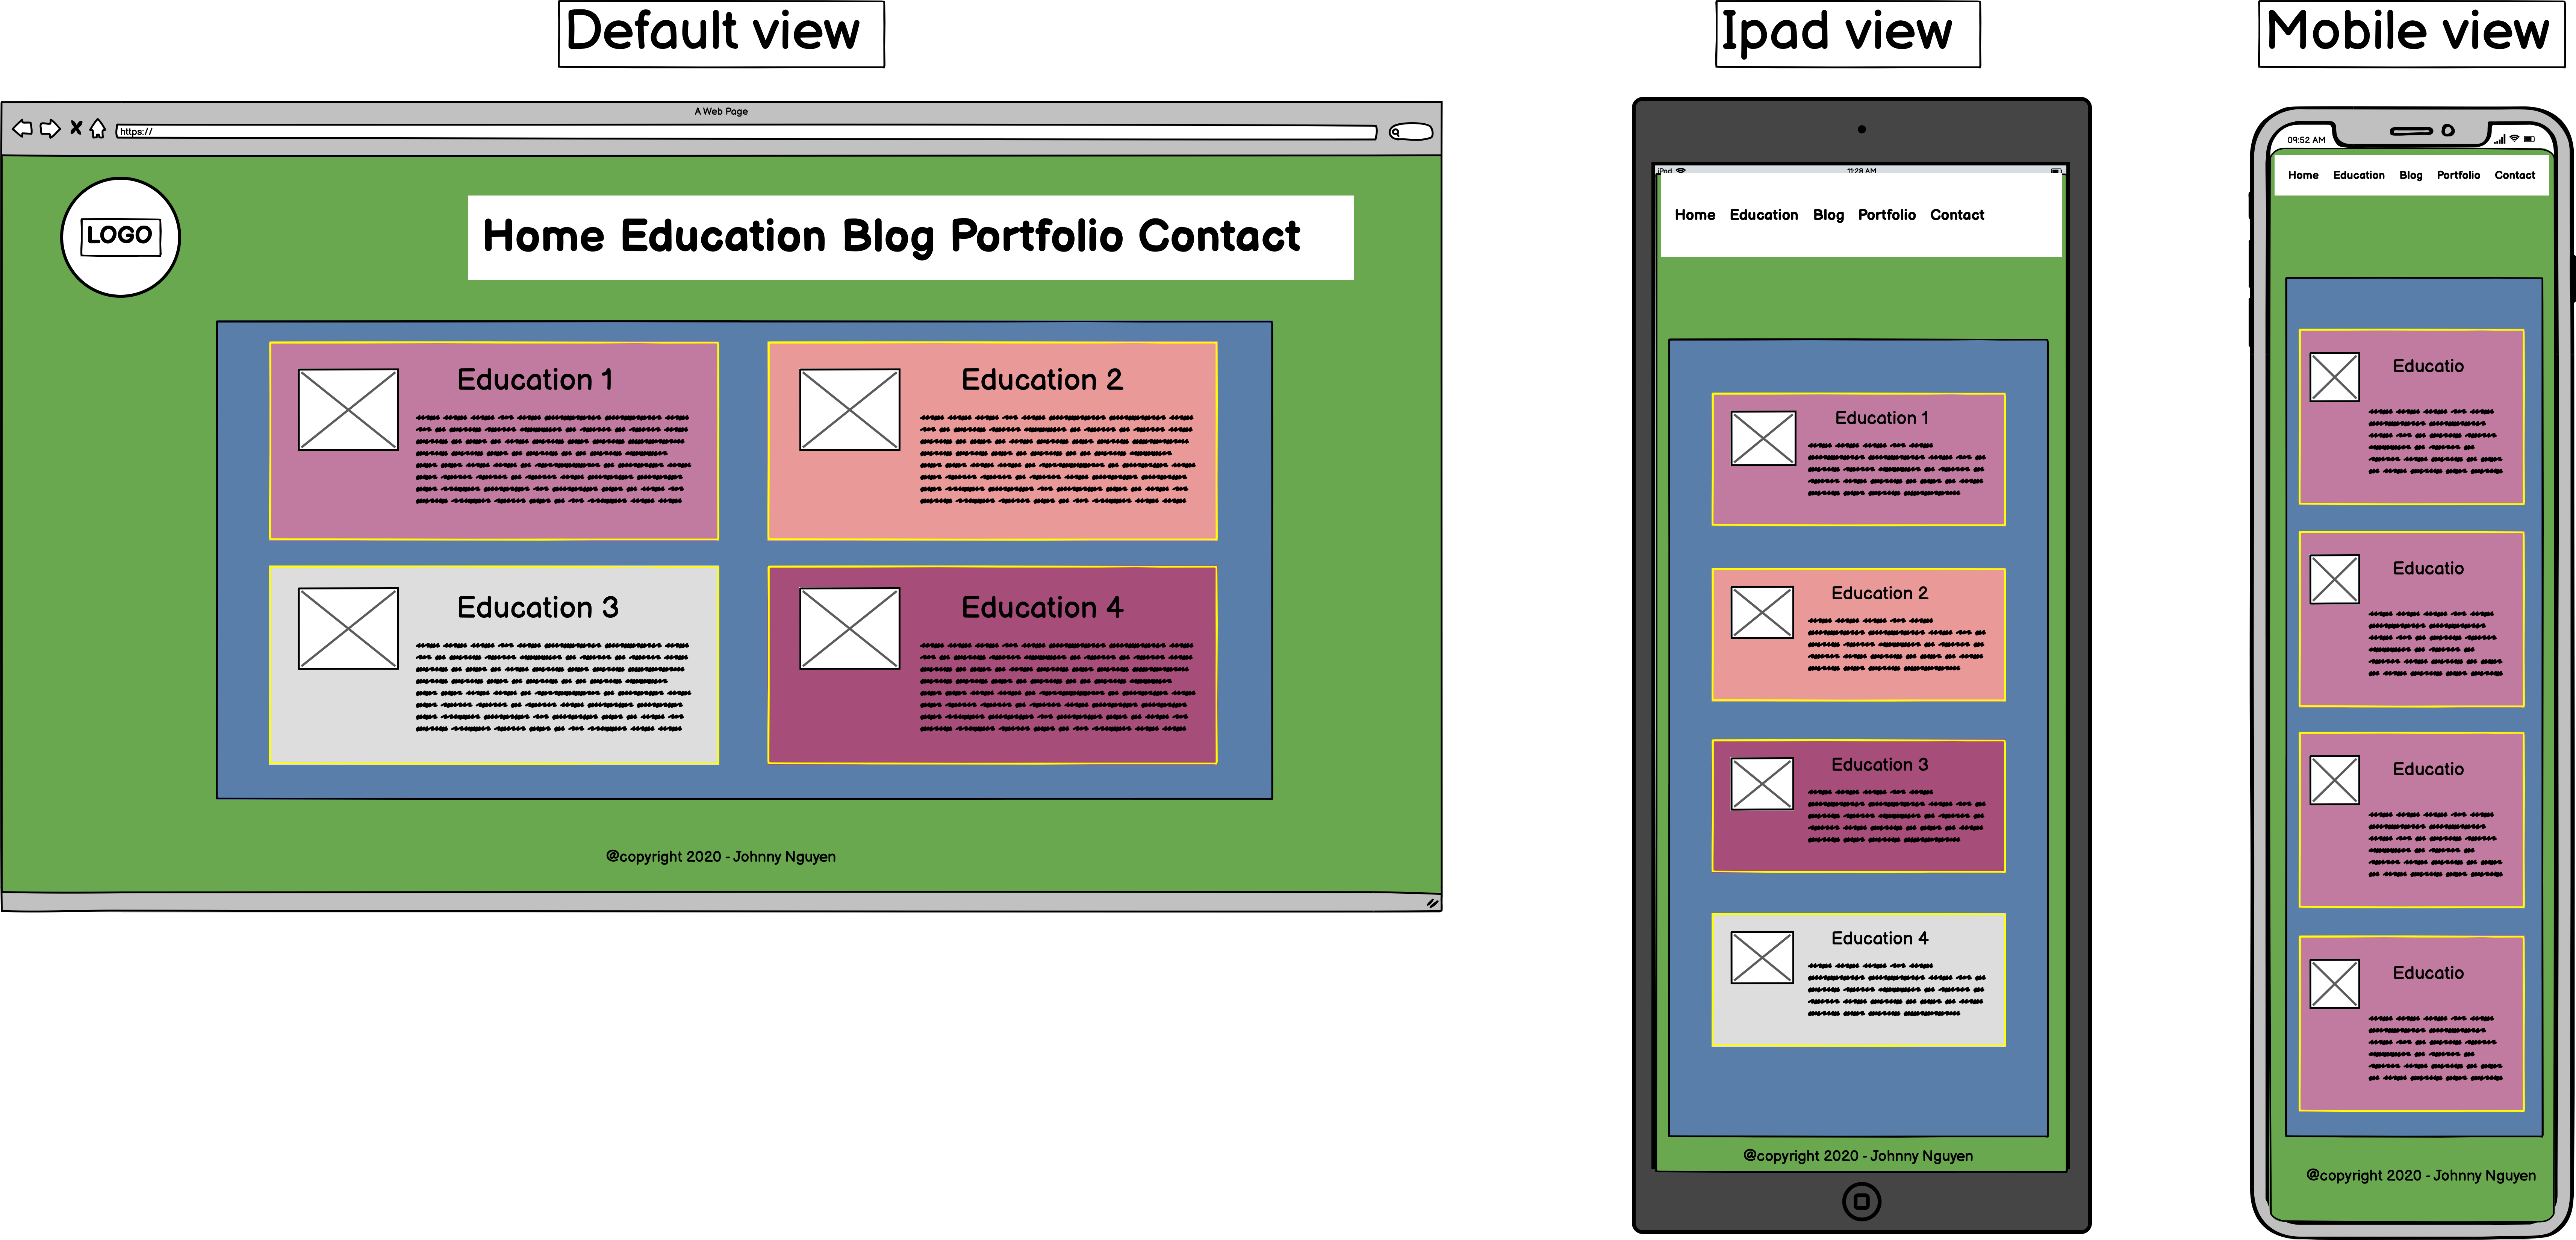 Default view
A Web Page
https://
LOGO
Home Education Blog Portfolio Contact
Education 1
Education 2
Education 3
Education 4
@copyright 2020 - Johnny Nguyen
Ipad view
iPad 11:28 AM
Home Education Blog Portfolio Contact
Education 1
Education 2
Education 3
Education 4
@copyright 2020 - Johnny Nguyen
Mobile view
09:52 AM
Home Education Blog Portfolio Contact
Educatio
Educatio
Educatio
Educatio
@copyright 2020 - Johnny Nguyen